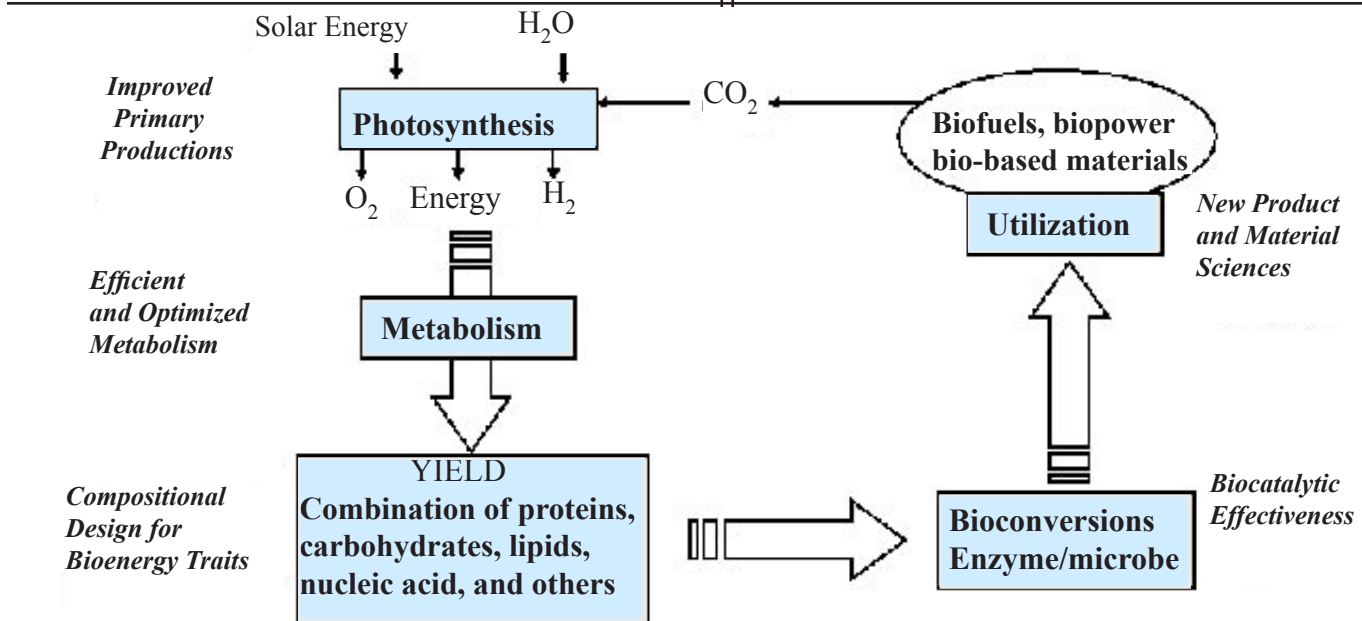 Solar Energy
H₂O
Improved
Primary
Productions
Photosynthesis
CO₂
Biofuels, biopower
bio-based materials
O₂ Energy H₂
Utilization
New Product
and Material
Sciences
Efficient
and Optimized
Metabolism
Metabolism
Compositional
Design for
Bioenergy Traits
YIELD
Combination of proteins,
carbohydrates, lipids,
nucleic acid, and others
Bioconversions
Enzyme/microbe
Biocatalytic
Effectiveness